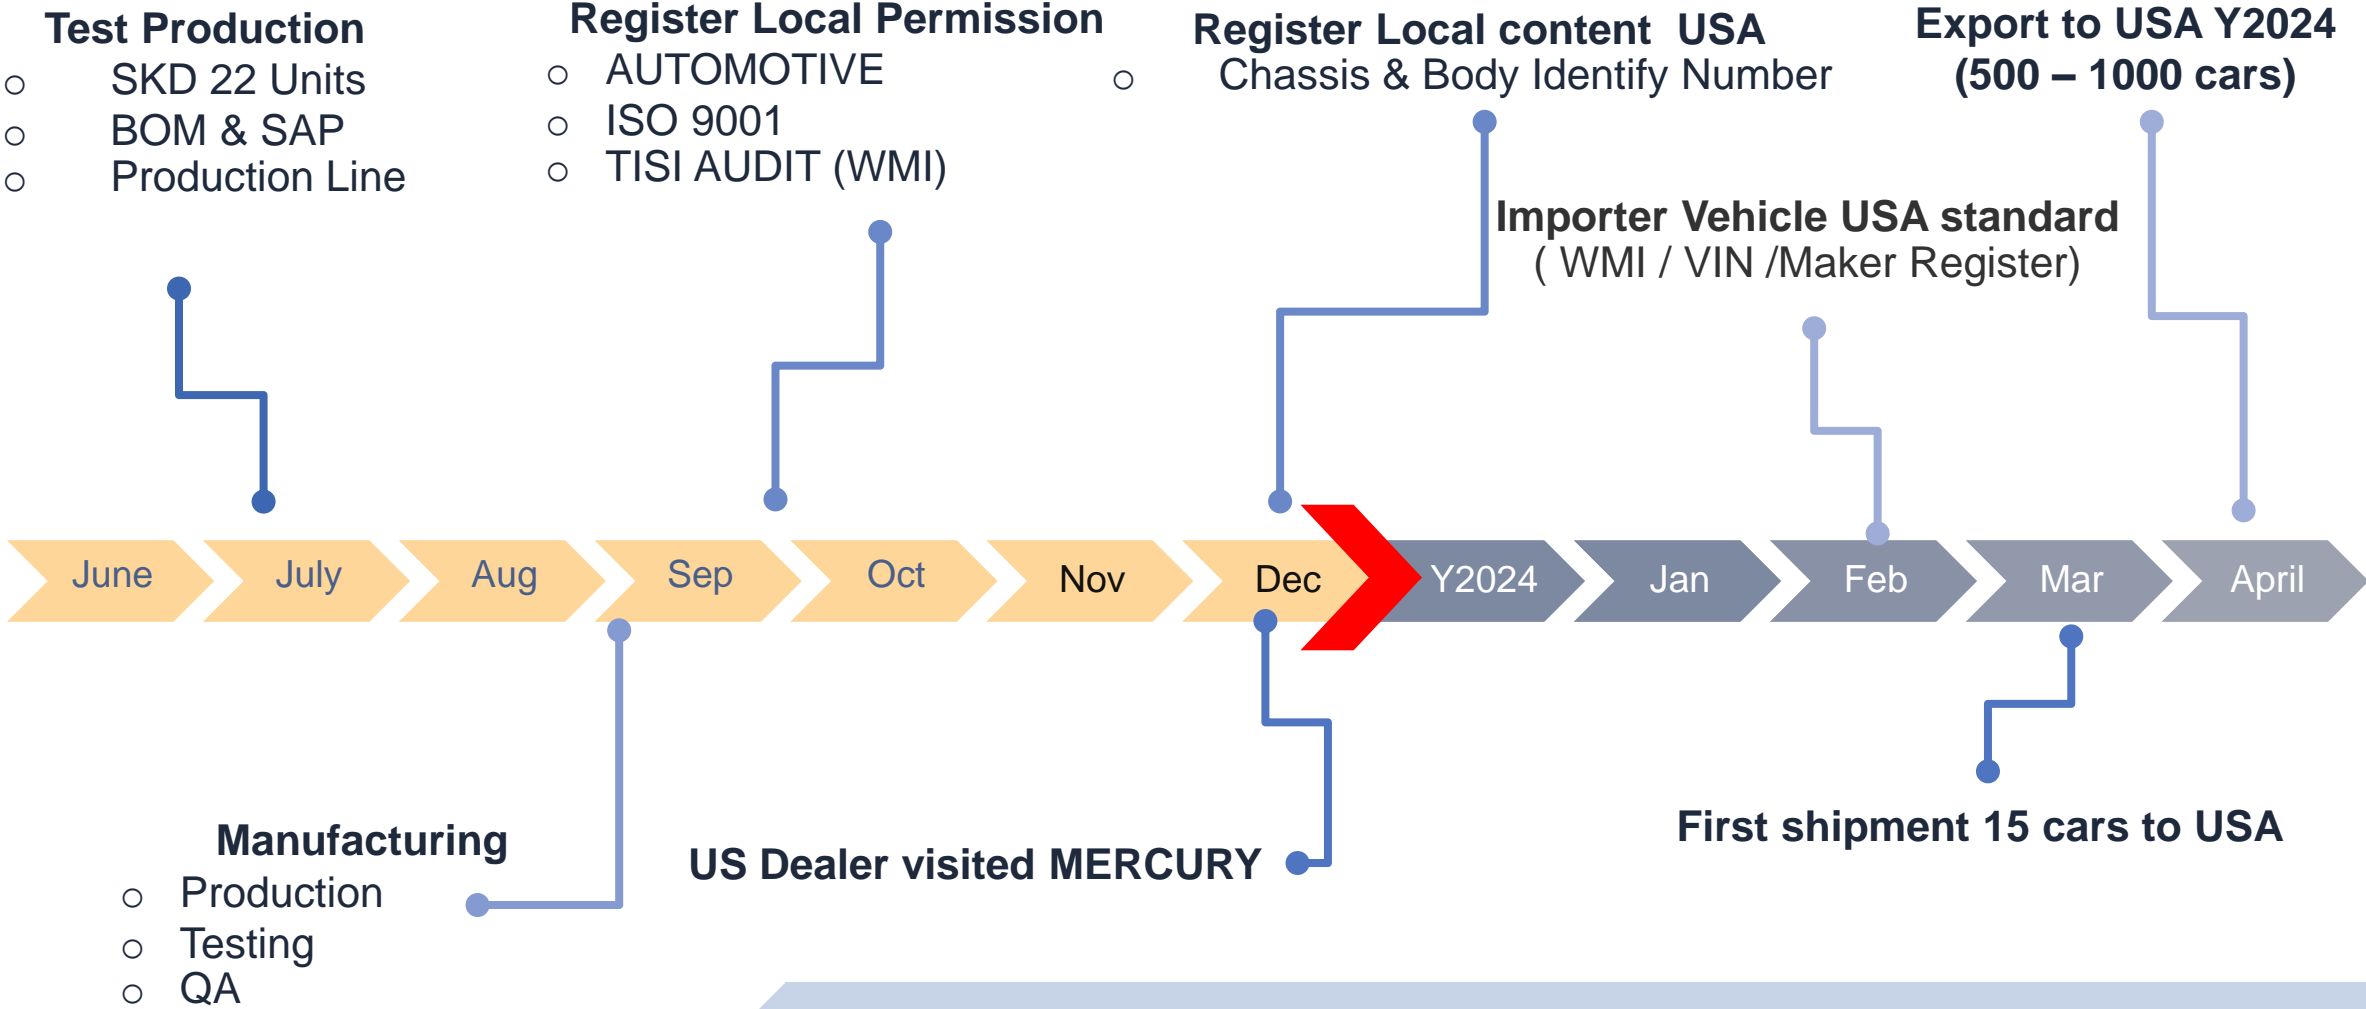 Test Production
○ SKD 22 Units
○ BOM & SAP
○ Production Line
Register Local Permission
○ AUTOMOTIVE
○ ISO 9001
○ TISI AUDIT (WMI)
Register Local content USA
○ Chassis & Body Identify Number
Export to USA Y2024
(500 – 1000 cars)
Importer Vehicle USA standard
( WMI / VIN /Maker Register)
June
July
Aug
Sep
Oct
Nov
Dec
Y2024
Jan
Feb
Mar
April
Manufacturing
○ Production
○ Testing
○ QA
US Dealer visited MERCURY
First shipment 15 cars to USA